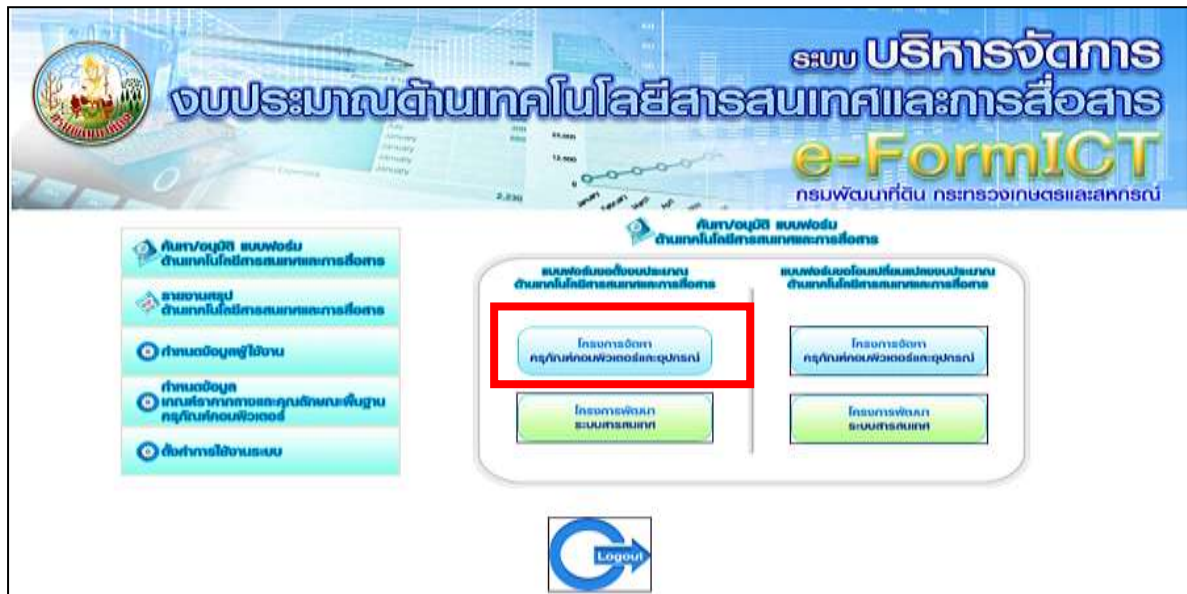 ระบบ บริหารจัดการ
งบประมาณด้านเทคโนโลยีสารสนเทศและการสื่อสาร
e-FormICT
กรมพัฒนาที่ดิน กระทรวงเกษตรและสหกรณ์
January
January
January
Expenses
2,230
12,500
0
January
February
March
April
May
ค้นหา/อนุมัติ แบบฟอร์ม
ด้านเทคโนโลยีสารสนเทศและการสื่อสาร
รายงานสรุป
ด้านเทคโนโลยีสารสนเทศและการสื่อสาร
กำหนดข้อมูลผู้ใช้งาน
กำหนดข้อมูล
เกณฑ์ราคากลางและคุณลักษณะพื้นฐาน
ครุภัณฑ์คอมพิวเตอร์
ตั้งค่าการใช้งานระบบ
ค้นหา/อนุมัติ แบบฟอร์ม
ด้านเทคโนโลยีสารสนเทศและการสื่อสาร
แบบฟอร์มขอตั้งงบประมาณ
ด้านเทคโนโลยีสารสนเทศและการสื่อสาร
โครงการจัดหา
ครุภัณฑ์คอมพิวเตอร์และอุปกรณ์
โครงการพัฒนา
ระบบสารสนเทศ
แบบฟอร์มขอโอนเปลี่ยนแปลงงบประมาณ
ด้านเทคโนโลยีสารสนเทศและการสื่อสาร
โครงการจัดหา
ครุภัณฑ์คอมพิวเตอร์และอุปกรณ์
โครงการพัฒนา
ระบบสารสนเทศ
Logout